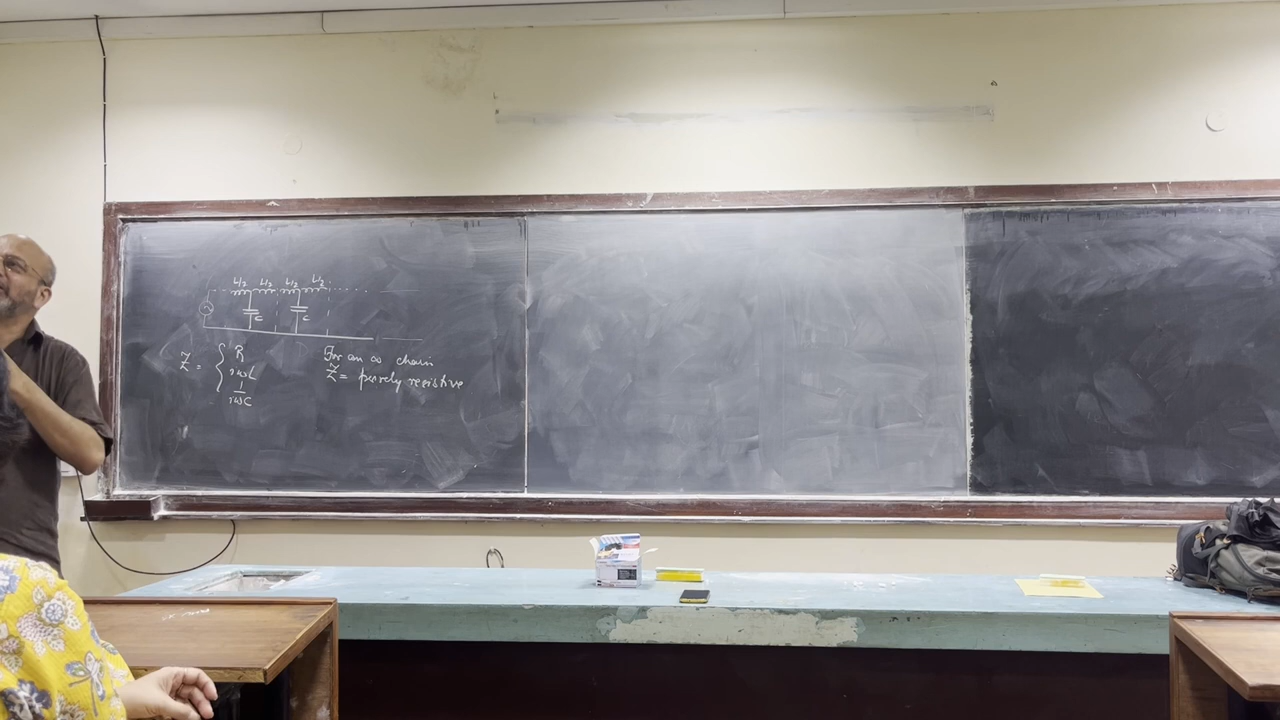 L/2 L/2 L/2 L/2
C C
Z = { R
iωL
1
iωC
For an ∞ chain
Z = purely resistive